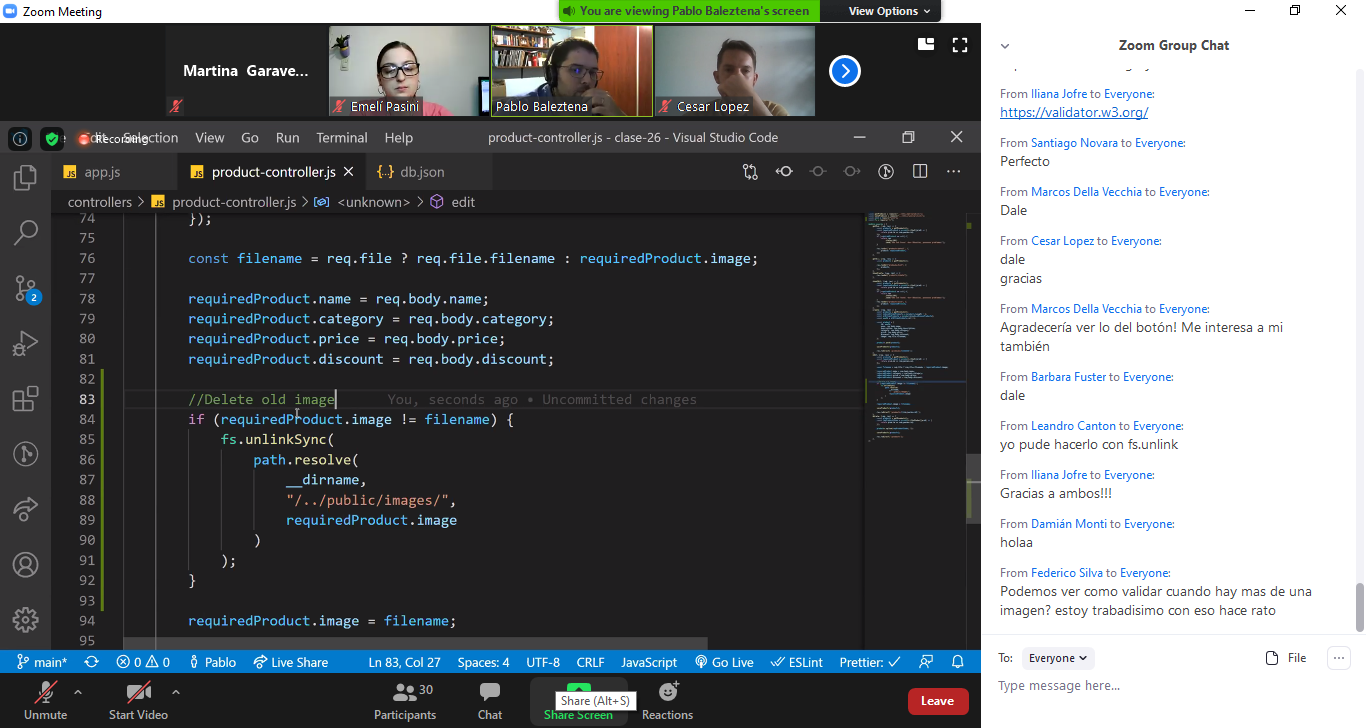 Zoom Meeting
You are viewing Pablo Baleztena's screen
View Options
Martina Garave...
Emelí Pasini
Pablo Baleztena
Cesar Lopez
Recording
Edit
Selection
View
Go
Run
Terminal
Help
product-controller.js - clase-26 - Visual Studio Code
JS app.js
JS product-controller.js
{..} db.json
controllers > JS product-controller.js > <unknown> > edit
74 });
75
76 const filename = req.file ? req.file.filename : requiredProduct.image;
77
78 requiredProduct.name = req.body.name;
79 requiredProduct.category = req.body.category;
80 requiredProduct.price = req.body.price;
81 requiredProduct.discount = req.body.discount;
82
83 //Delete old image You, seconds ago • Uncommitted changes
84 if (requiredProduct.image != filename) {
85 fs.unlinkSync(
86 path.resolve(
87 __dirname,
88 "/../public/images/",
89 requiredProduct.image
90 )
91 );
92 }
93
94 requiredProduct.image = filename;
95
2
main*
0
0
Pablo
Live Share
Ln 83, Col 27
Spaces: 4
UTF-8
CRLF
JavaScript
Go Live
ESLint
Prettier: ✓
Unmute
Start Video
Participants
30
Chat
Share Screen
Share (Alt+S)
Reactions
Leave
Zoom Group Chat
From Iliana Jofre to Everyone:
https://validator.w3.org/
From Santiago Novara to Everyone:
Perfecto
From Marcos Della Vecchia to Everyone:
Dale
From Cesar Lopez to Everyone:
dale
gracias
From Marcos Della Vecchia to Everyone:
Agradecería ver lo del botón! Me interesa a mi
también
From Barbara Fuster to Everyone:
dale
From Leandro Canton to Everyone:
yo pude hacerlo con fs.unlink
From Iliana Jofre to Everyone:
Gracias a ambos!!!
From Damián Monti to Everyone:
holaa
From Federico Silva to Everyone:
Podemos ver como validar cuando hay mas de una
imagen? estoy trabadisimo con eso hace rato
To: Everyone
File
Type message here...